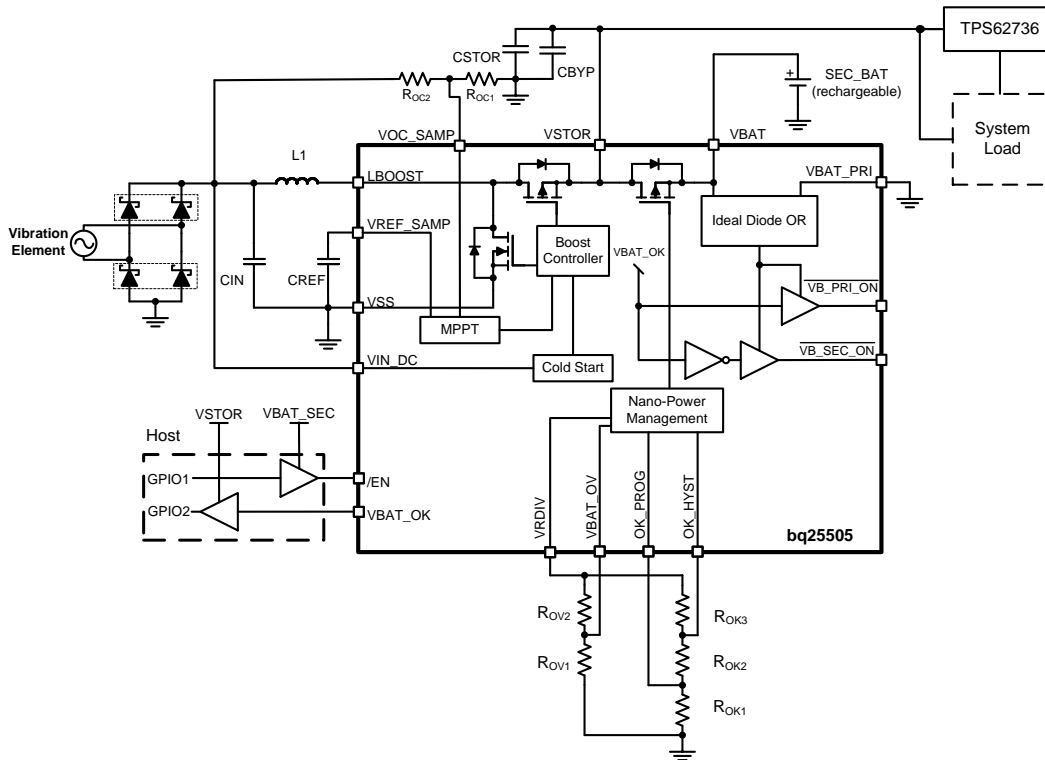 TPS62736
CSTOR
CBYP
SEC_BAT
(rechargeable)
ROC2
ROC1
System
Load
VOC_SAMP
VSTOR
VBAT
L1
LBOOST
VBAT_PRI
VREF_SAMP
Ideal Diode OR
Vibration
Element
Boost
Controller
VBAT_OK
CIN
CREF
VB_PRI_ON
VSS
MPPT
VB_SEC_ON
VIN_DC
Cold Start
Nano-Power
Management
VSTOR
VBAT_SEC
Host
GPIO1
/EN
GPIO2
VBAT_OK
VRDIV
VBAT_OV
OK_PROG
OK_HYST
bq25505
ROV2
ROK3
ROV1
ROK2
ROK1